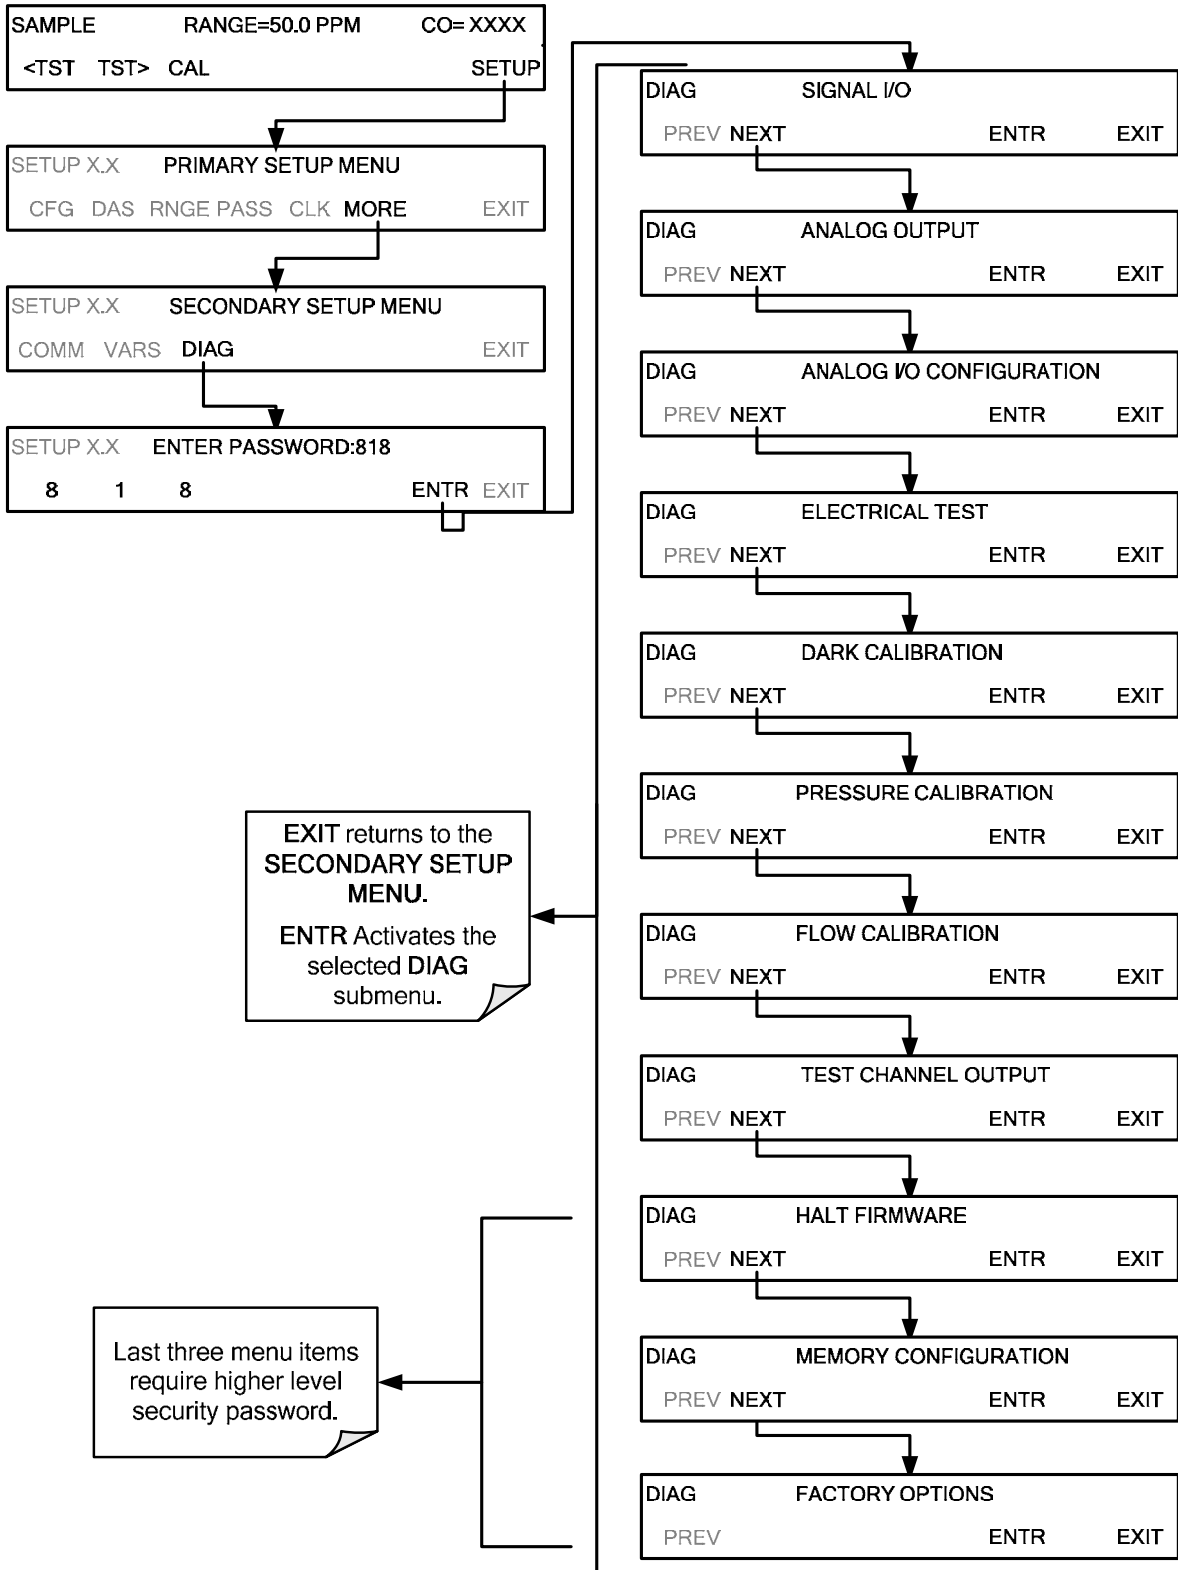 SAMPLE RANGE=50.0 PPM CO= XXXX
<TST TST> CAL SETUP
SETUP X.X PRIMARY SETUP MENU
CFG DAS RNGE PASS CLK MORE EXIT
SETUP X.X SECONDARY SETUP MENU
COMM VARS DIAG EXIT
SETUP X.X ENTER PASSWORD:818
8 1 8 ENTR EXIT
DIAG SIGNAL I/O
PREV NEXT ENTR EXIT
DIAG ANALOG OUTPUT
PREV NEXT ENTR EXIT
DIAG ANALOG I/O CONFIGURATION
PREV NEXT ENTR EXIT
DIAG ELECTRICAL TEST
PREV NEXT ENTR EXIT
DIAG DARK CALIBRATION
PREV NEXT ENTR EXIT
DIAG PRESSURE CALIBRATION
PREV NEXT ENTR EXIT
DIAG FLOW CALIBRATION
PREV NEXT ENTR EXIT
DIAG TEST CHANNEL OUTPUT
PREV NEXT ENTR EXIT
DIAG HALT FIRMWARE
PREV NEXT ENTR EXIT
DIAG MEMORY CONFIGURATION
PREV NEXT ENTR EXIT
DIAG FACTORY OPTIONS
PREV ENTR EXIT
EXIT returns to the
SECONDARY SETUP
MENU.
ENTR Activates the
selected DIAG
submenu.
Last three menu items
require higher level
security password.